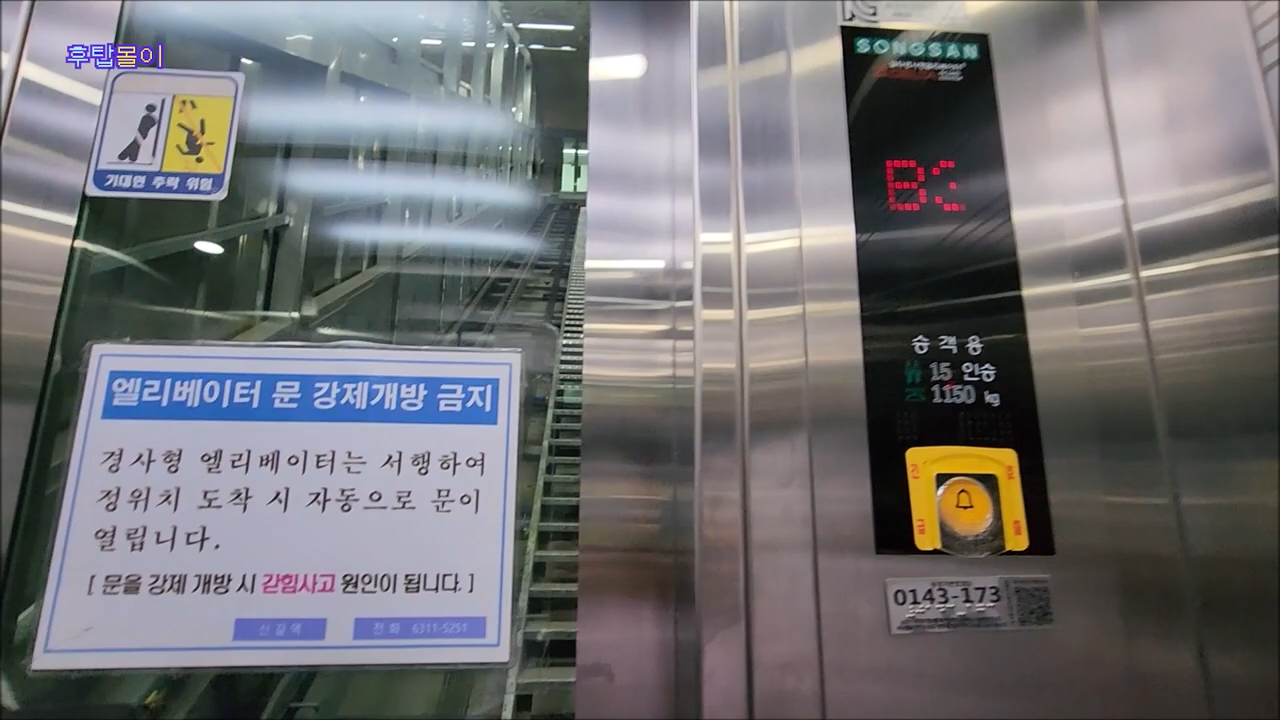 후탑몰이
기대면 추락 위험
엘리베이터 문 강제개방 금지
경사형 엘리베이터는 서행하여
정위치 도착 시 자동으로 문이
열립니다.
[ 문을 강제 개방 시 갇힘사고 원인이 됩니다. ]
신길역
전화 6311-5251
SONGSAN
B3
승객용
15 인승
1150 kg
0143-173